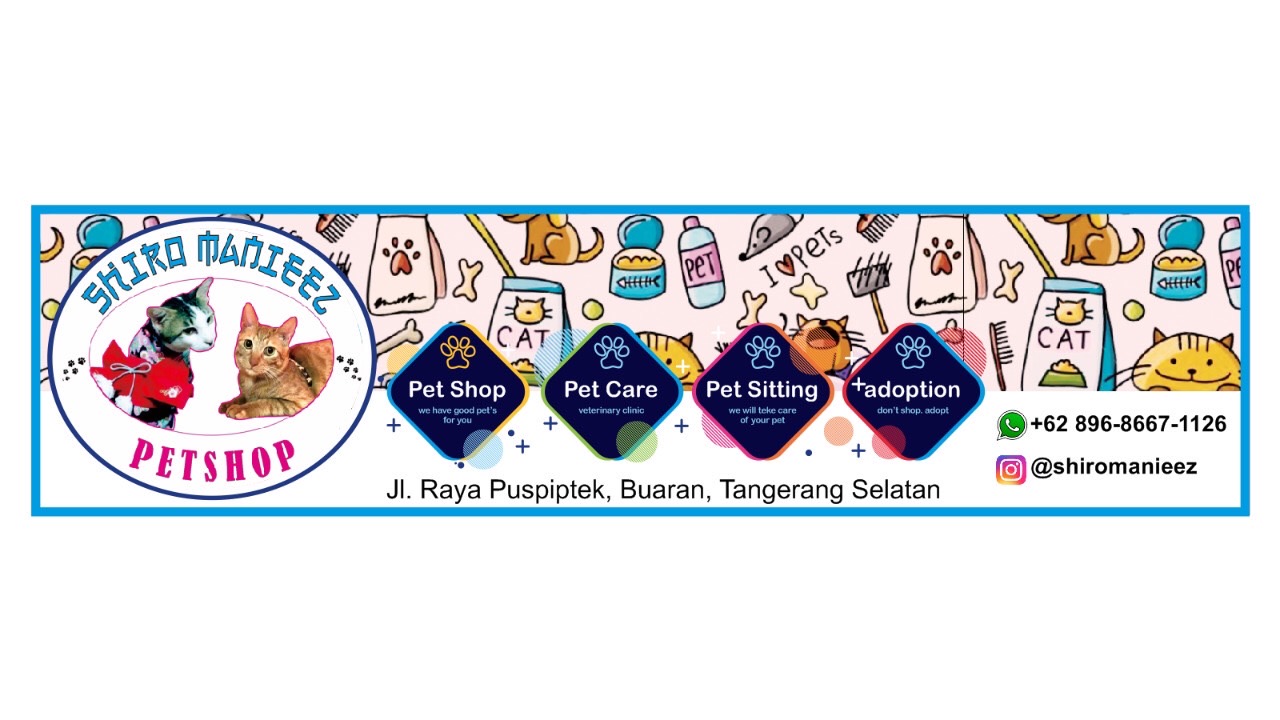 SHIRO MANIEEZ
PETSHOP
I PETS
PET
CAT
CAT
PE
Pet Shop
we have good pet's
for you
Pet Care
veterinary clinic
Pet Sitting
we will teke care
of your pet
adoption
don't shop. adopt
+62 896-8667-1126
@shiromanieez
Jl. Raya Puspiptek, Buaran, Tangerang Selatan